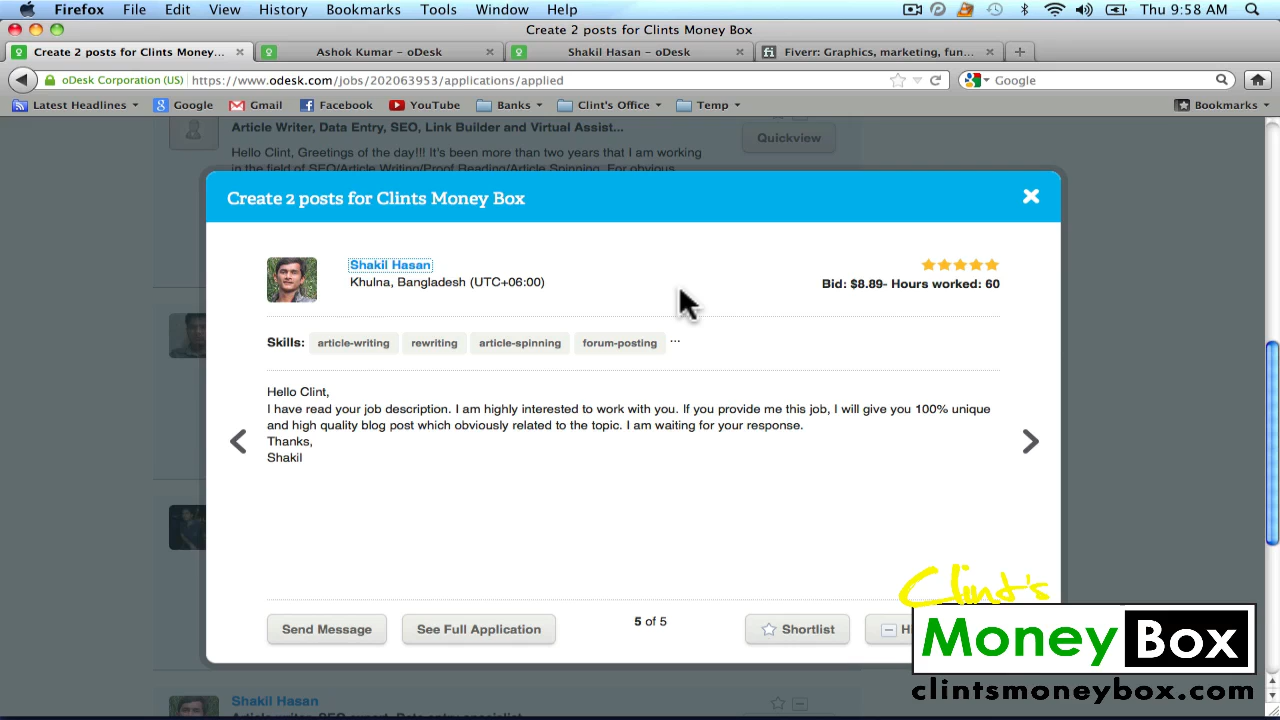 Firefox File Edit View History Bookmarks Tools Window Help Thu 9:58 AM
Create 2 posts for Clints Money Box
Create 2 posts for Clints Money... Ashok Kumar – oDesk Shakil Hasan – oDesk Fiverr: Graphics, marketing, fun...
oDesk Corporation (US) https://www.odesk.com/jobs/202063953/applications/applied Google
Latest Headlines Google Gmail Facebook YouTube Banks Clint's Office Temp Bookmarks
Article Writer, Data Entry, SEO, Link Builder and Virtual Assist...
Quickview
Hello Clint, Greetings of the day!!! It's been more than two years that I am working
in the field of SEO/Article Writing/Proof Reading/Article Spinning. For obvious
Create 2 posts for Clints Money Box
Shakil Hasan
Khulna, Bangladesh (UTC+06:00)
Bid: $8.89- Hours worked: 60
Skills: article-writing rewriting article-spinning forum-posting ...
Hello Clint,
I have read your job description. I am highly interested to work with you. If you provide me this job, I will give you 100% unique
and high quality blog post which obviously related to the topic. I am waiting for your response.
Thanks,
Shakil
Send Message See Full Application 5 of 5 Shortlist
Clint's
Money Box
clintsmoneybox.com
Shakil Hasan